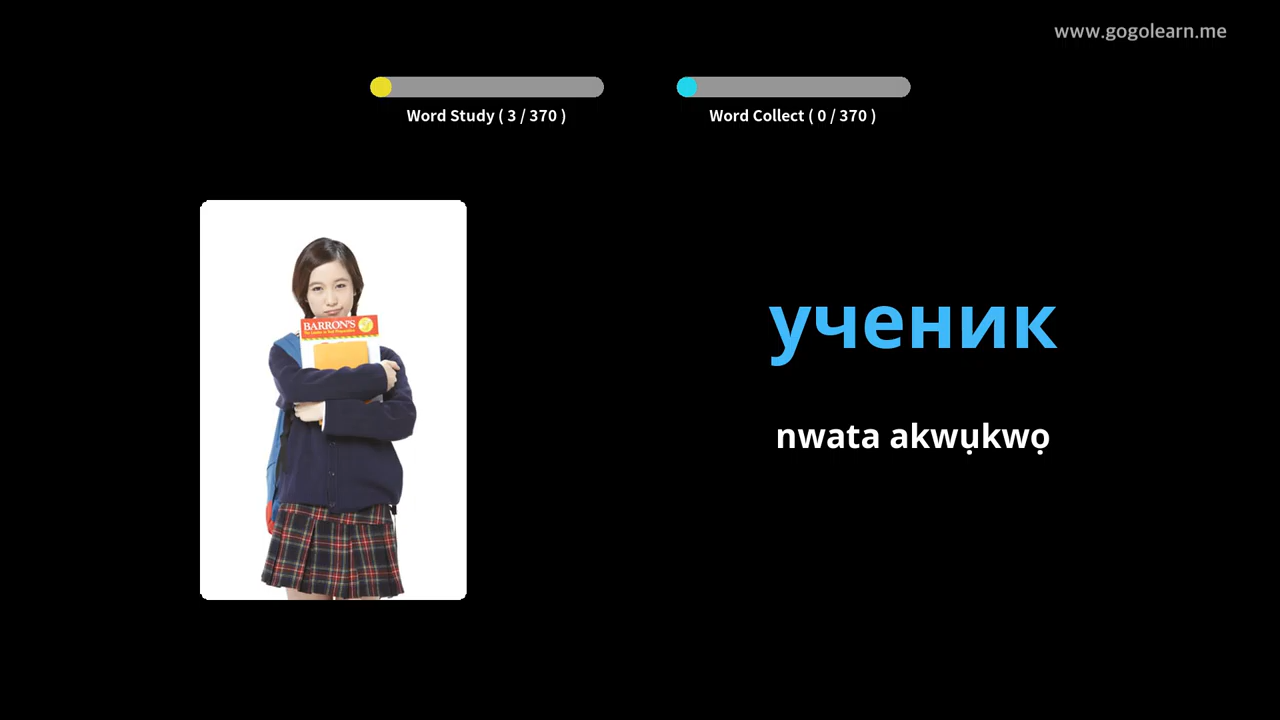 www.gogolearn.me
Word Study ( 3 / 370 )
Word Collect ( 0 / 370 )
BARRON'S
ученик
nwata akwụkwọ